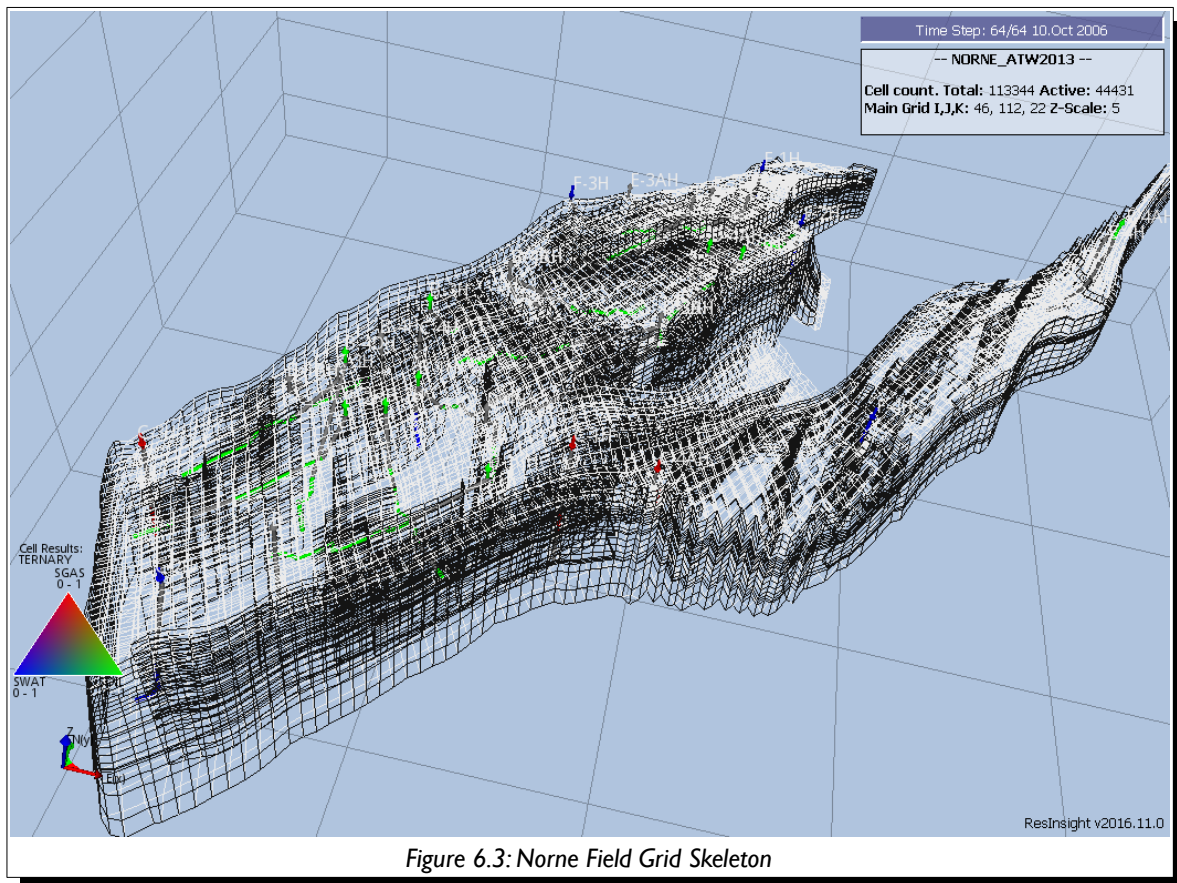 Time Step: 64/64 10.Oct 2006
-- NORNE_ATW2013 --
Cell count. Total: 113344 Active: 44431
Main Grid I,J,K: 46, 112, 22 Z-Scale: 5
F-1H
F-3H E-3AH
Cell Results:
TERNARY
SGAS
0 - 1
SWAT
0 - 1
Z
N(y)
E(x)
ResInsight v2016.11.0
Figure 6.3: Norne Field Grid Skeleton